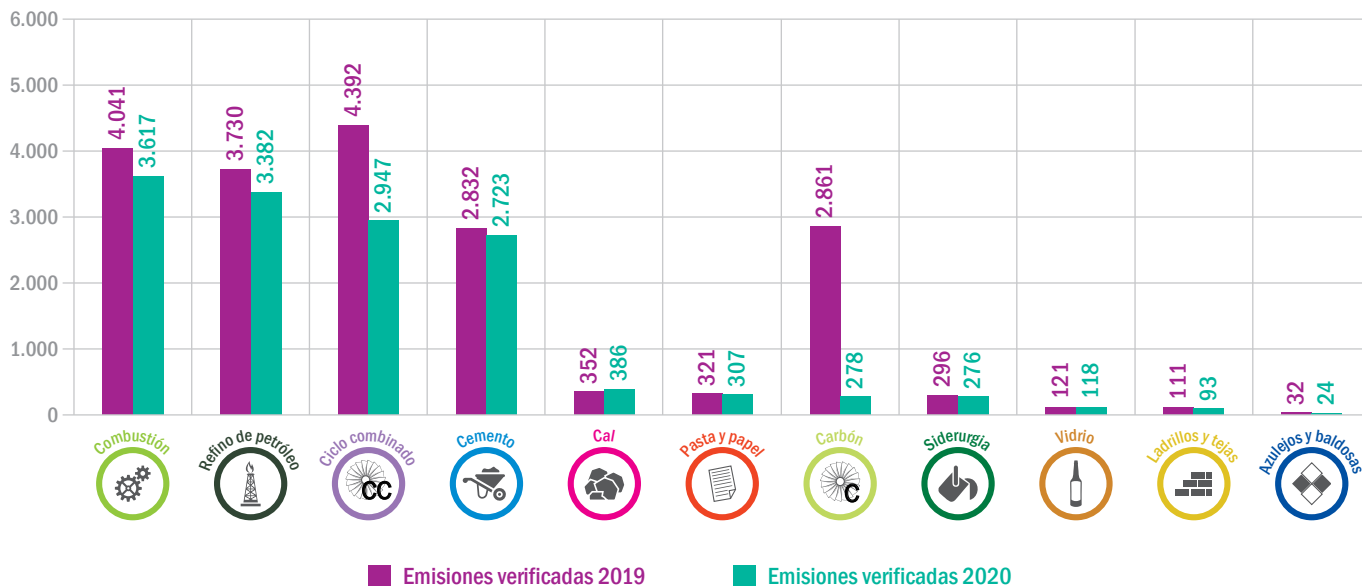 6.000
5.000
4.000
3.000
2.000
1.000
0
4.041
3.617
3.730
3.382
4.392
2.947
2.832
2.723
352
386
321
307
2.861
278
296
276
121
118
111
93
32
24
Combustión
Refino de petróleo
Ciclo combinado
Cemento
Cal
Pasta y papel
Carbón
Siderurgia
Vidrio
Ladrillos y tejas
Azulejos y baldosas
CC
C
Emisiones verificadas 2019
Emisiones verificadas 2020